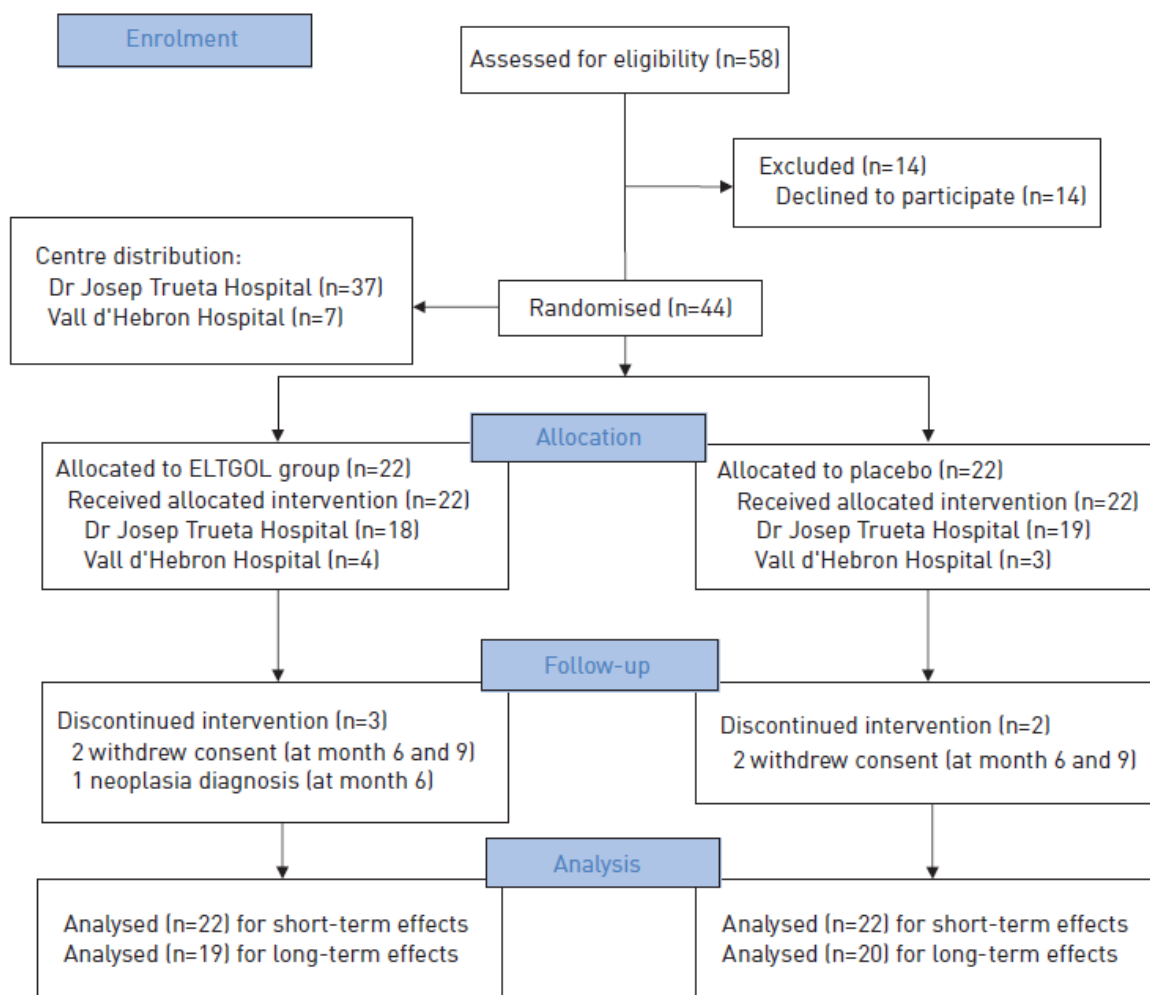 Enrolment
Assessed for eligibility (n=58)
Excluded (n=14)
Declined to participate (n=14)
Centre distribution:
Dr Josep Trueta Hospital (n=37)
Vall d'Hebron Hospital (n=7)
Randomised (n=44)
Allocation
Allocated to ELTGOL group (n=22)
Received allocated intervention (n=22)
Dr Josep Trueta Hospital (n=18)
Vall d'Hebron Hospital (n=4)
Allocated to placebo (n=22)
Received allocated intervention (n=22)
Dr Josep Trueta Hospital (n=19)
Vall d'Hebron Hospital (n=3)
Follow-up
Discontinued intervention (n=3)
2 withdrew consent (at month 6 and 9)
1 neoplasia diagnosis (at month 6)
Discontinued intervention (n=2)
2 withdrew consent (at month 6 and 9)
Analysis
Analysed (n=22) for short-term effects
Analysed (n=19) for long-term effects
Analysed (n=22) for short-term effects
Analysed (n=20) for long-term effects